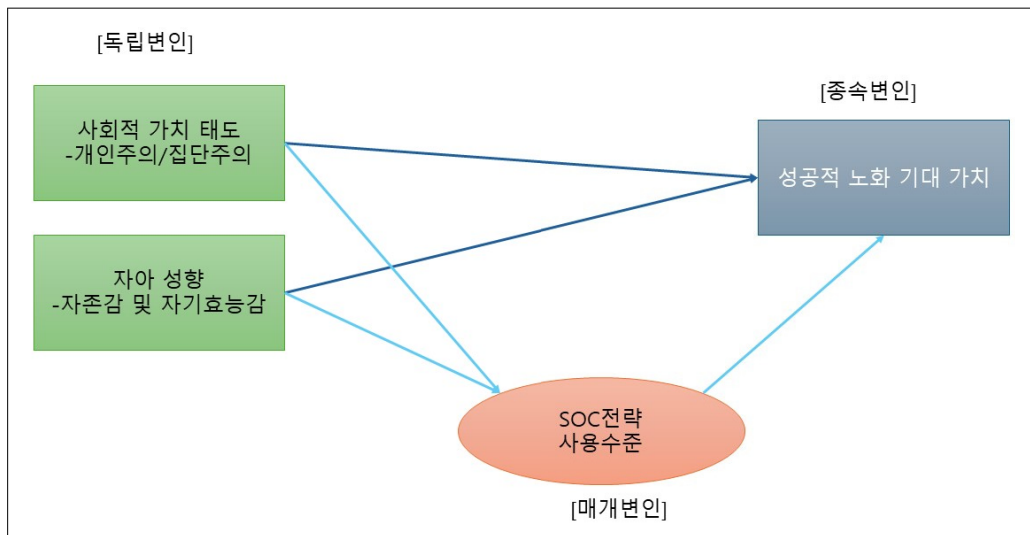 [독립변인]
사회적 가치 태도
-개인주의/집단주의
자아 성향
-자존감 및 자기효능감
[종속변인]
성공적 노화 기대 가치
SOC전략
사용수준
[매개변인]